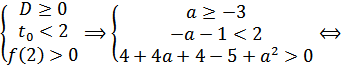 { D ≥ 0 ⟹ { a ≥ −3
t₀ < 2 −a − 1 < 2 ⟺
f(2) > 0 4 + 4a + 4 − 5 + a² > 0